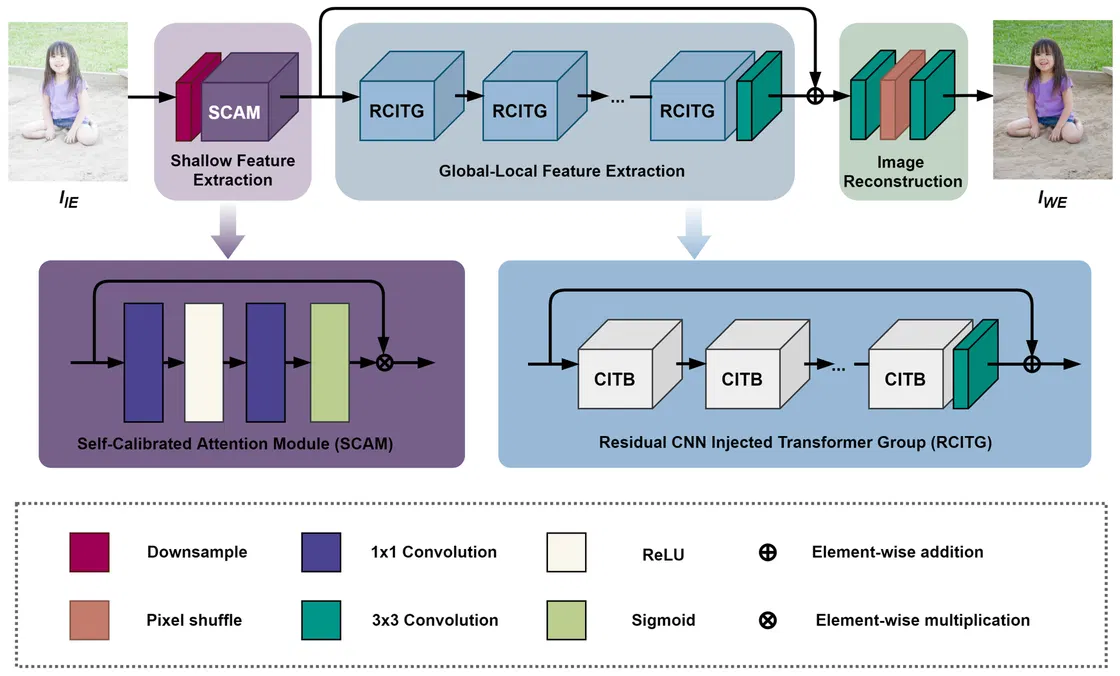 SCAM
RCITG
RCITG
...
RCITG
Shallow Feature
Extraction
Global-Local Feature Extraction
Image
Reconstruction
I_IE
I_WE
CITB
CITB
...
CITB
Self-Calibrated Attention Module (SCAM)
Residual CNN Injected Transformer Group (RCITG)
Downsample
1x1 Convolution
ReLU
Element-wise addition
Pixel shuffle
3x3 Convolution
Sigmoid
Element-wise multiplication